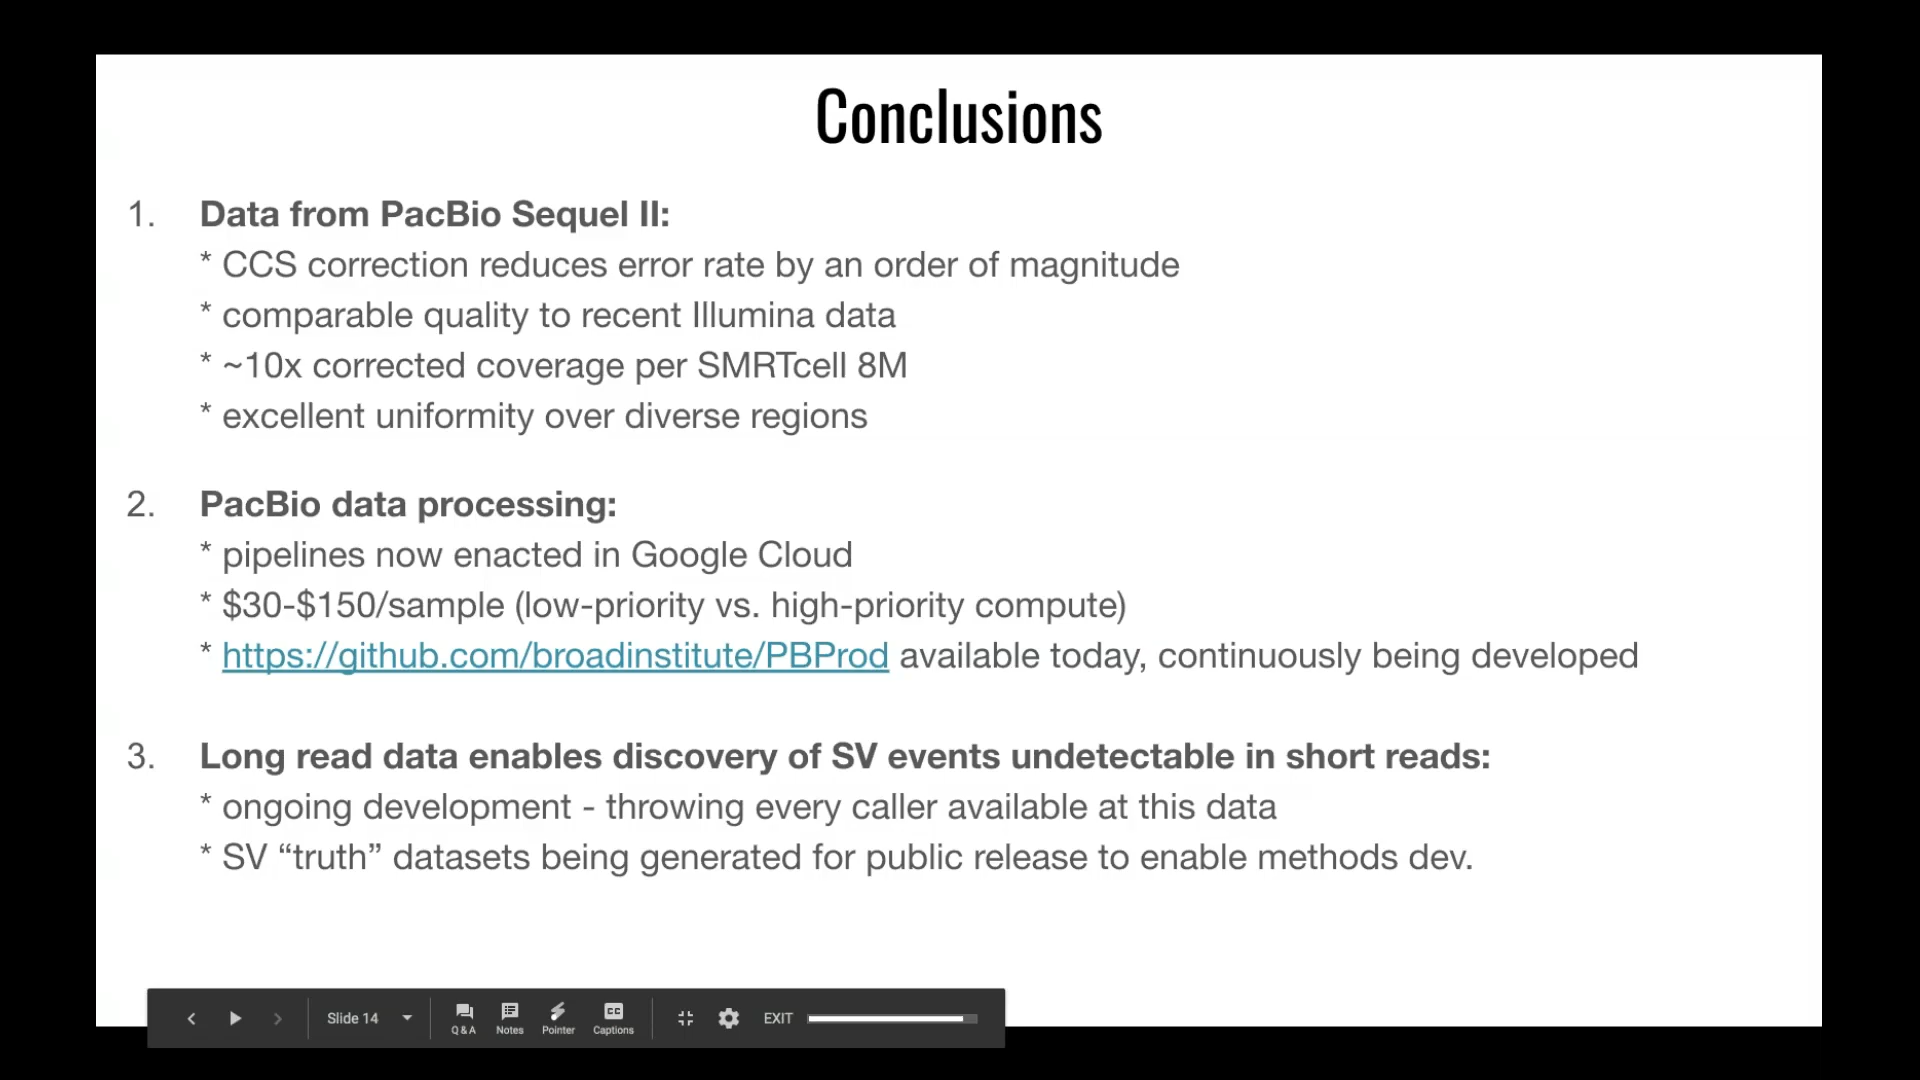 Conclusions
1. Data from PacBio Sequel II:
* CCS correction reduces error rate by an order of magnitude
* comparable quality to recent Illumina data
* ~10x corrected coverage per SMRTcell 8M
* excellent uniformity over diverse regions
2. PacBio data processing:
* pipelines now enacted in Google Cloud
* $30-$150/sample (low-priority vs. high-priority compute)
* https://github.com/broadinstitute/PBProd available today, continuously being developed
3. Long read data enables discovery of SV events undetectable in short reads:
* ongoing development - throwing every caller available at this data
* SV “truth” datasets being generated for public release to enable methods dev.
Slide 14 Q&A Notes Pointer CC Captions EXIT